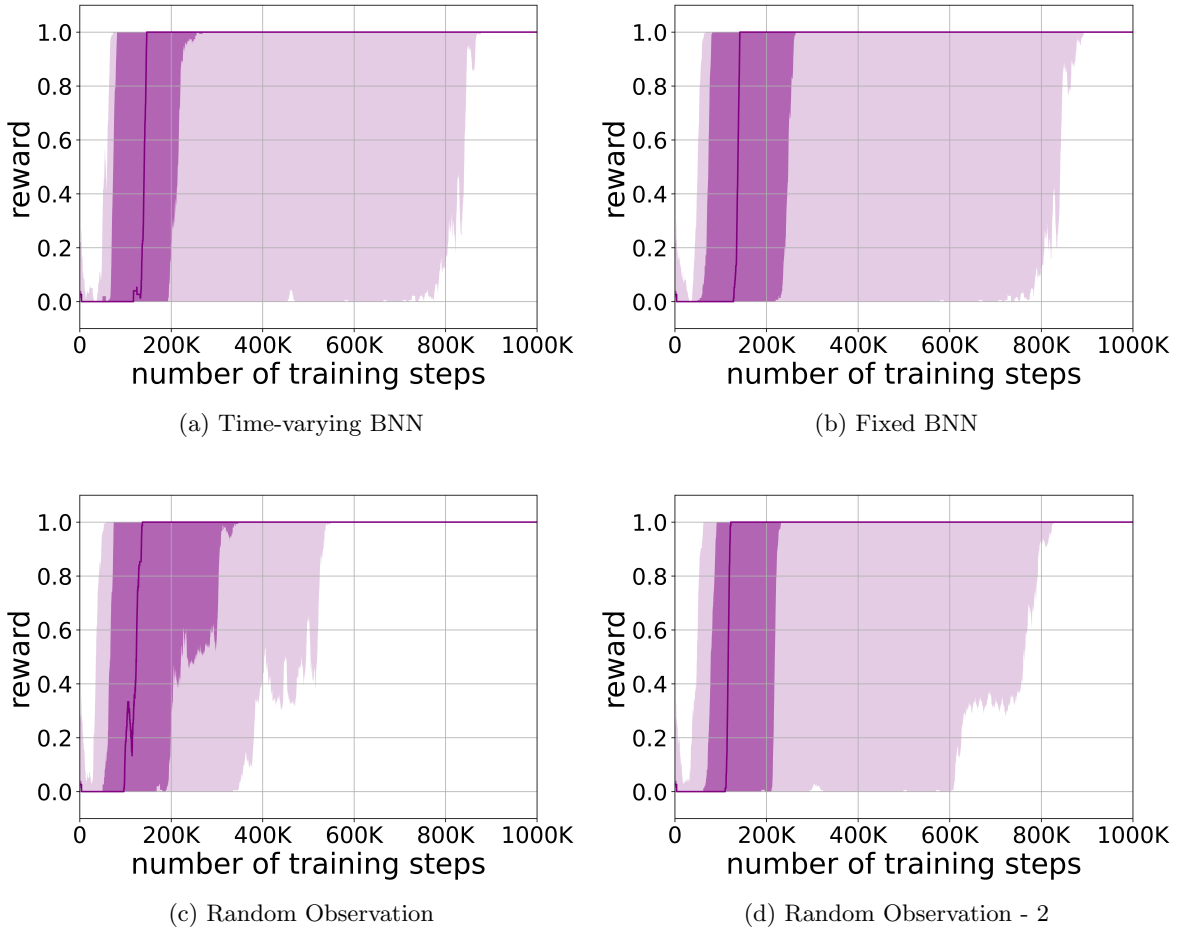 1.0
0.8
0.6
0.4
0.2
0.0
reward
0 200K 400K 600K 800K 1000K
number of training steps
(a) Time-varying BNN
1.0
0.8
0.6
0.4
0.2
0.0
reward
0 200K 400K 600K 800K 1000K
number of training steps
(b) Fixed BNN
1.0
0.8
0.6
0.4
0.2
0.0
reward
0 200K 400K 600K 800K 1000K
number of training steps
(c) Random Observation
1.0
0.8
0.6
0.4
0.2
0.0
reward
0 200K 400K 600K 800K 1000K
number of training steps
(d) Random Observation - 2